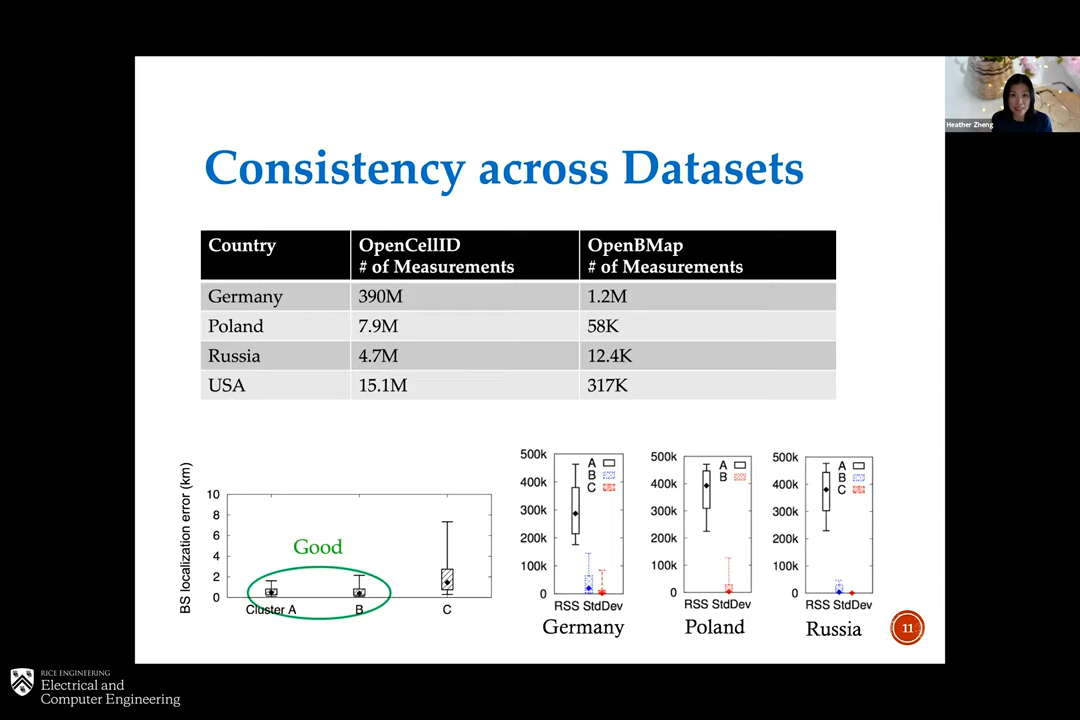 Heather Zheng
Consistency across Datasets
Country OpenCellID OpenBMap
# of Measurements # of Measurements
Germany 390M 1.2M
Poland 7.9M 58K
Russia 4.7M 12.4K
USA 15.1M 317K
BS localization error (km)
10
8
6
4
2
0
Good
Cluster A B C
500k
400k
300k
200k
100k
0
A
B
C
RSS StdDev
Germany
500k
400k
300k
200k
100k
0
A
B
RSS StdDev
Poland
500k
400k
300k
200k
100k
0
A
B
C
RSS StdDev
Russia
11
RICE ENGINEERING
Electrical and
Computer Engineering